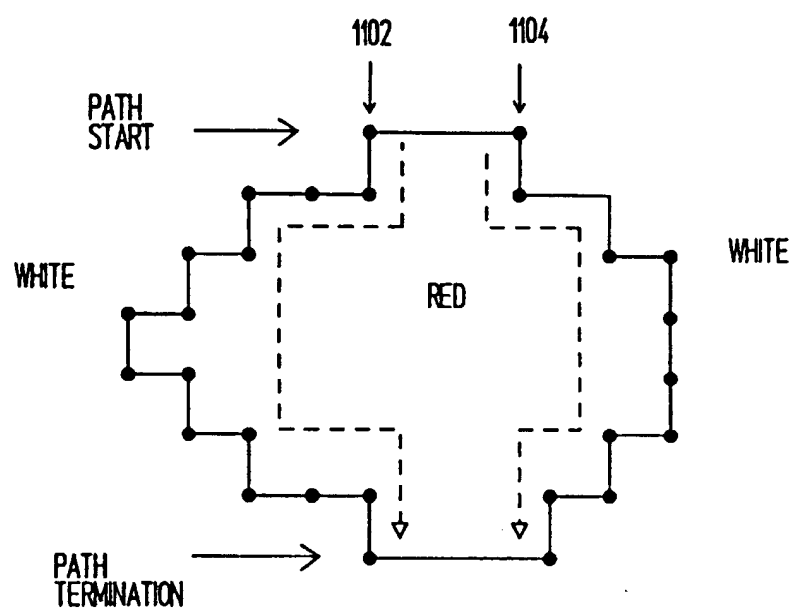 1102
1104
PATH
START
WHITE
WHITE
RED
PATH
TERMINATION